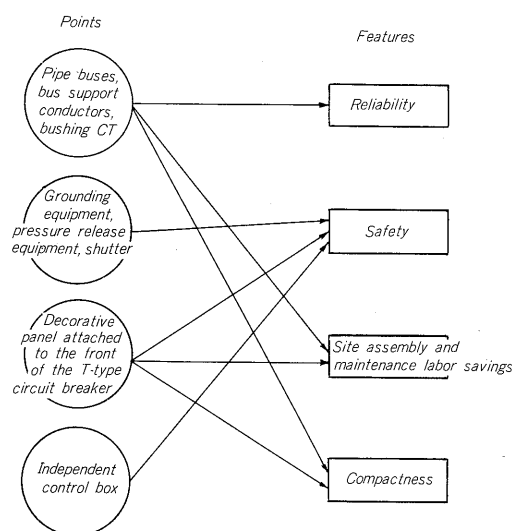 Points
Features
Pipe buses,
bus support
conductors,
bushing CT
Reliability
Grounding
equipment,
pressure release
equipment, shutter
Safety
Decorative
panel attached
to the front
of the T-type
circuit breaker
Site assembly and
maintenance labor savings
Independent
control box
Compactness